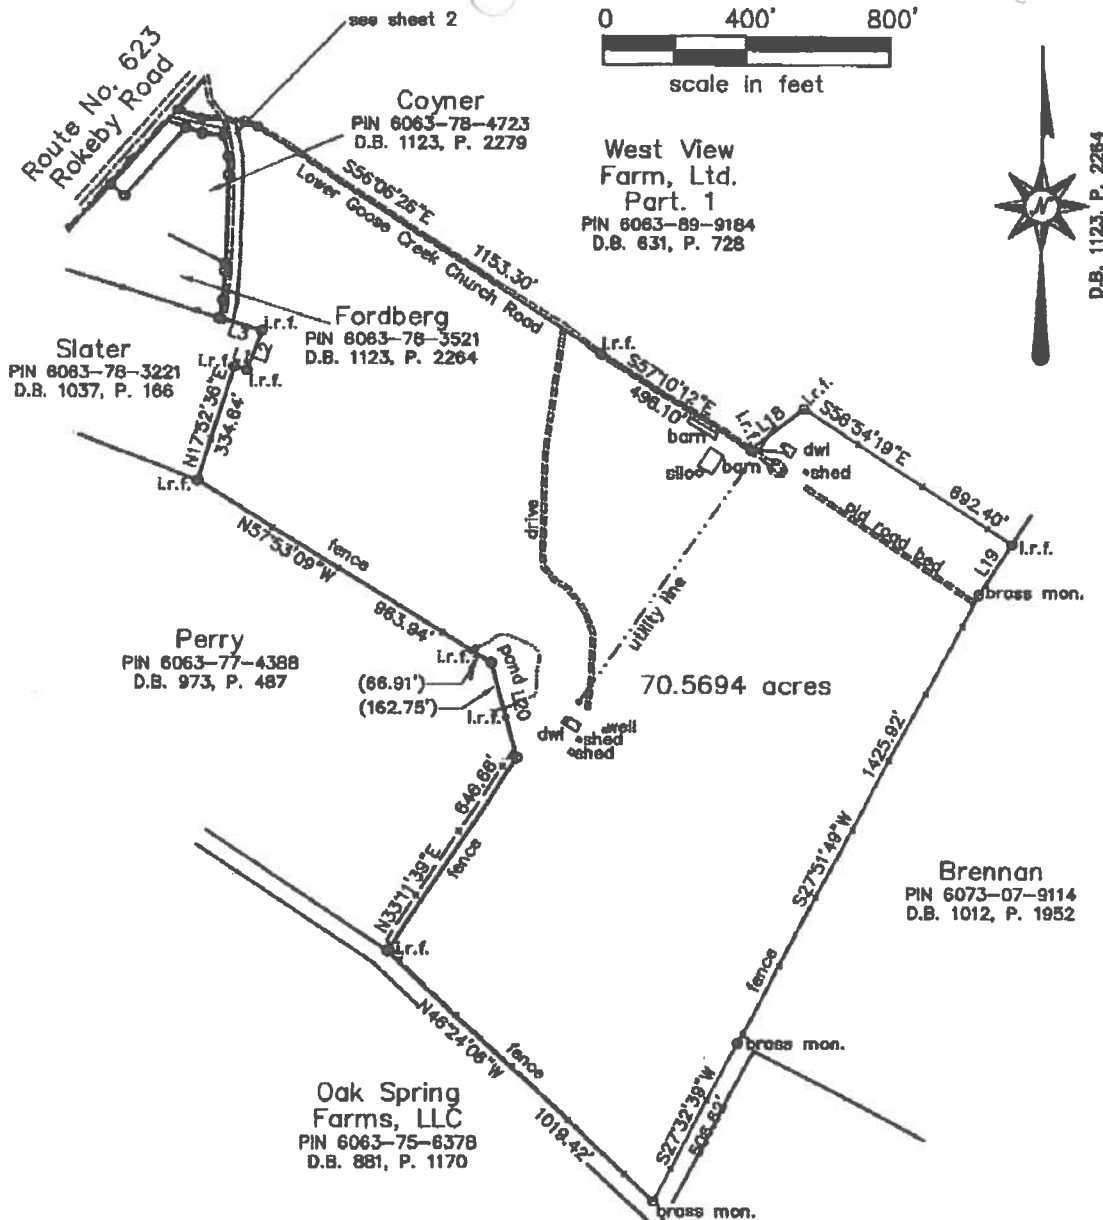 see sheet 2
0 400' 800'
scale in feet
Route No. 623
Rokeby Road
Coyner
PIN 6063-78-4723
D.B. 1123, P. 2279
West View
Farm, Ltd.
Part. 1
PIN 6063-89-9184
D.B. 631, P. 728
N
D.B. 1123, P. 2264
S56°06'26"E
1153.30'
Lower Goose Creek Church Road
Fordberg
PIN 6063-78-3521
D.B. 1123, P. 2264
Slater
PIN 6063-78-3221
D.B. 1037, P. 166
L3
i.r.f.
L2
i.r.f.
i.r.f.
N17°52'36"E
334.64'
i.r.f.
i.r.f.
S57°10'12"E
498.10'
i.r.f.
L18
i.r.f.
S56°54'19"E
692.40'
barn
silo
barn
dwl
shed
old road bed
L19
i.r.f.
brass mon.
drive
utility line
fence
N57°53'09"W
963.94'
Perry
PIN 6063-77-4388
D.B. 973, P. 487
i.r.f.
pond
L20
(66.91')
(162.75')
i.r.f.
70.5694 acres
dwl
well
shed
shed
646.68'
N33°11'39"E
fence
i.r.f.
1425.92'
S27°51'49"W
fence
Brennan
PIN 6073-07-9114
D.B. 1012, P. 1952
brass mon.
N46°24'06"W
fence
1019.42'
Oak Spring
Farms, LLC
PIN 6063-75-6378
D.B. 881, P. 1170
S27°32'39"W
506.62'
brass mon.